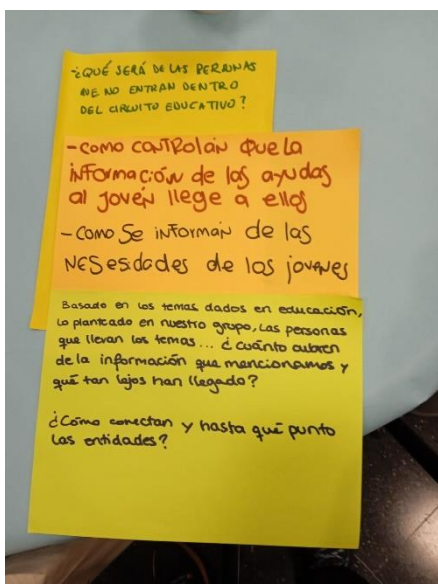 -¿QUÉ SERÁ DE LAS PERSONAS
QUE NO ENTRAN DENTRO
DEL CIRCUITO EDUCATIVO?
-COMO CONTROLAN QUE LA
INFORMACIÓN de las ayudas
al joven llege a ellos
-COMO Se INFORMAN de las
NESesidades de los jovenes
Basado en los temas dados en educación,
lo planteado en nuestro grupo, las personas
que llevan los temas... ¿cuánto cubren
de la información que mencionamos y
qué tan lejos han llegado?
¿Cómo conectan y hasta qué punto
las entidades?